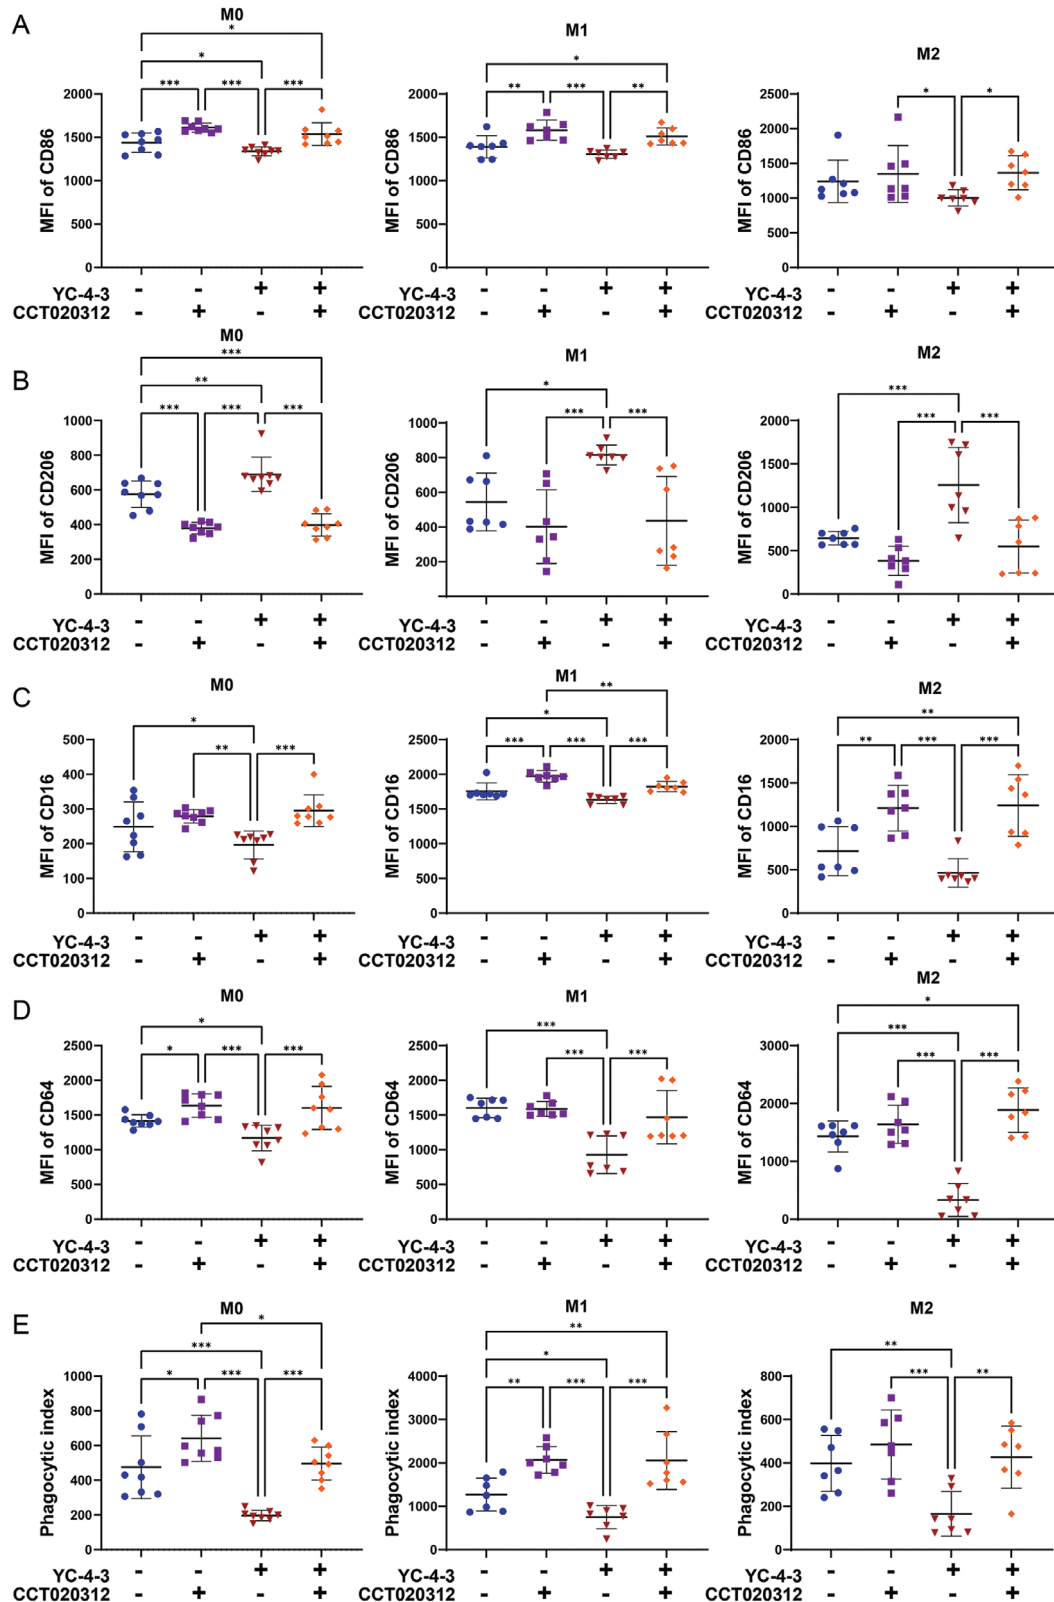 A
M0
M1
M2
* 
* 
*** *** ***
*
** *** **
* *
MFI of CD86
2000
1500
1000
500
0
MFI of CD86
2000
1500
1000
500
0
MFI of CD86
2500
2000
1500
1000
500
0
YC-4-3 - - + +
CCT020312 - + - +
YC-4-3 - - + +
CCT020312 - + - +
YC-4-3 - - + +
CCT020312 - + - +
B
M0
M1
M2
***
**
*** *** ***
*
*** ***
***
*** ***
MFI of CD206
1000
800
600
400
200
0
MFI of CD206
1000
800
600
400
200
MFI of CD206
2000
1500
1000
500
0
YC-4-3 - - + +
CCT020312 - + - +
YC-4-3 - - + +
CCT020312 - + - +
YC-4-3 - - + +
CCT020312 - + - +
C
M0
M1
M2
*
** ***
**
*
*** *** ***
**
** *** ***
MFI of CD16
500
400
300
200
100
0
MFI of CD16
2500
2000
1500
1000
500
0
MFI of CD16
2000
1500
1000
500
0
YC-4-3 - - + +
CCT020312 - + - +
YC-4-3 - - + +
CCT020312 - + - +
YC-4-3 - - + +
CCT020312 - + - +
D
M0
M1
M2
*
* *** ***
***
*** ***
*
***
*** ***
MFI of CD64
2500
2000
1500
1000
500
0
MFI of CD64
2500
2000
1500
1000
500
0
MFI of CD64
3000
2000
1000
0
YC-4-3 - - + +
CCT020312 - + - +
YC-4-3 - - + +
CCT020312 - + - +
YC-4-3 - - + +
CCT020312 - + - +
E
M0
M1
M2
*
***
* *** ***
**
*
** *** ***
**
*** **
Phagocytic index
1000
800
600
400
200
0
Phagocytic index
4000
3000
2000
1000
0
Phagocytic index
800
600
400
200
0
YC-4-3 - - + +
CCT020312 - + - +
YC-4-3 - - + +
CCT020312 - + - +
YC-4-3 - - + +
CCT020312 - + - +